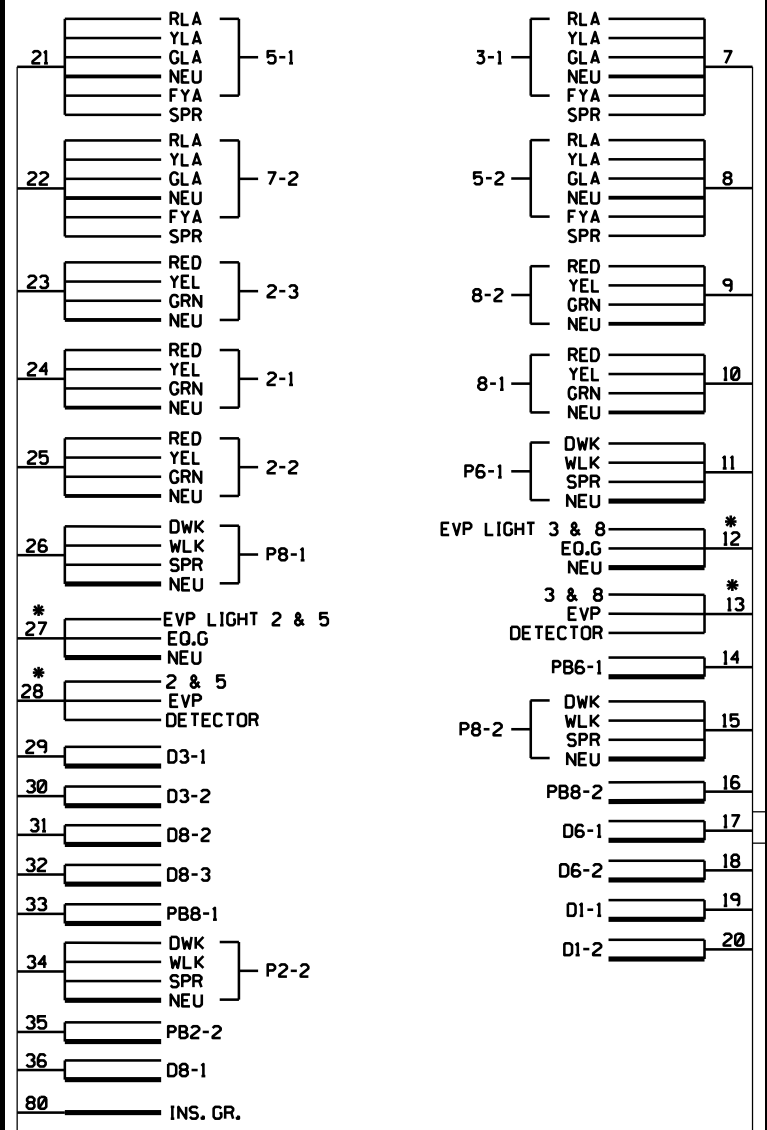 21
RLA
YLA
GLA
NEU
FYA
SPR
5-1
22
RLA
YLA
GLA
NEU
FYA
SPR
7-2
23
RED
YEL
GRN
NEU
2-3
24
RED
YEL
GRN
NEU
2-1
25
RED
YEL
GRN
NEU
2-2
26
DWK
WLK
SPR
NEU
P8-1
*
27
EVP LIGHT 2 & 5
EQ.G
NEU
*
28
2 & 5
EVP
DETECTOR
29
D3-1
30
D3-2
31
D8-2
32
D8-3
33
PB8-1
34
DWK
WLK
SPR
NEU
P2-2
35
PB2-2
36
D8-1
80
INS. GR.
3-1
RLA
YLA
GLA
NEU
FYA
SPR
7
5-2
RLA
YLA
GLA
NEU
FYA
SPR
8
8-2
RED
YEL
GRN
NEU
9
8-1
RED
YEL
GRN
NEU
10
P6-1
DWK
WLK
SPR
NEU
11
EVP LIGHT 3 & 8
EQ.G
NEU
*
12
3 & 8
EVP
DETECTOR
*
13
PB6-1
14
P8-2
DWK
WLK
SPR
NEU
15
PB8-2
16
D6-1
17
D6-2
18
D1-1
19
D1-2
20